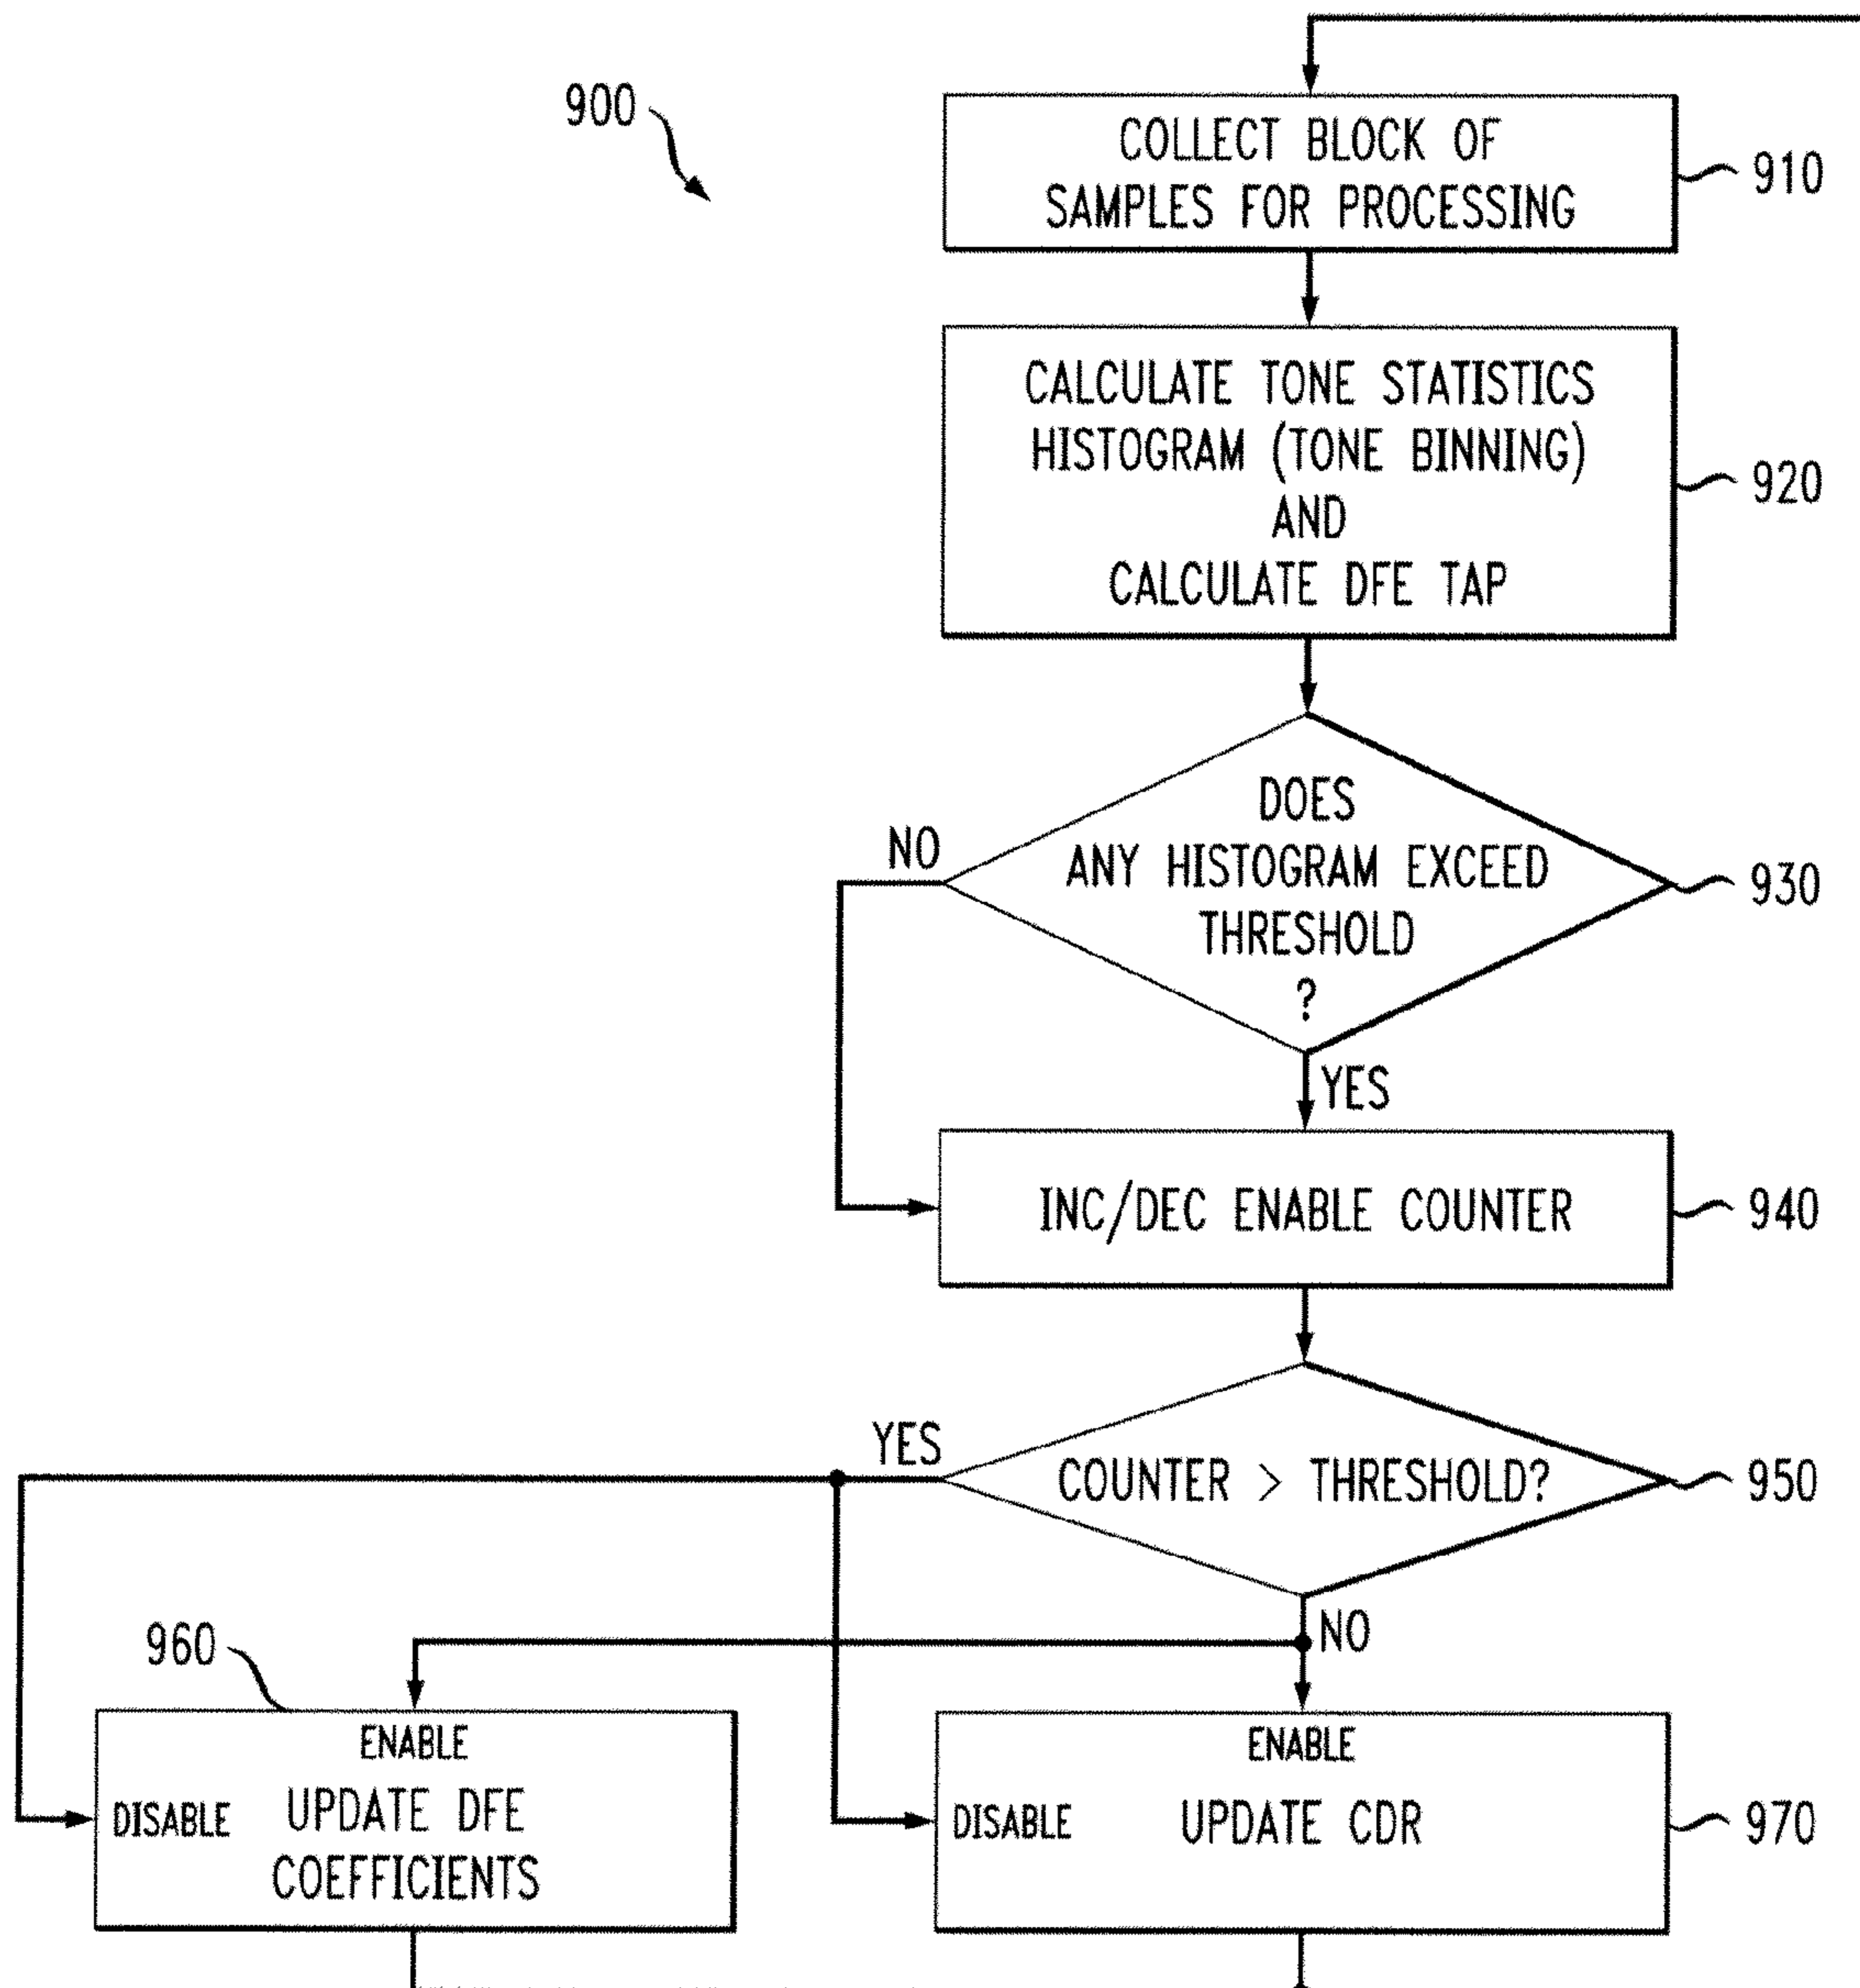 900
COLLECT BLOCK OF
SAMPLES FOR PROCESSING
910
CALCULATE TONE STATISTICS
HISTOGRAM (TONE BINNING)
AND
CALCULATE DFE TAP
920
DOES
ANY HISTOGRAM EXCEED
THRESHOLD
?
930
NO
YES
INC/DEC ENABLE COUNTER
940
YES
COUNTER > THRESHOLD?
950
NO
960
ENABLE
DISABLE UPDATE DFE
COEFFICIENTS
ENABLE
DISABLE UPDATE CDR
970